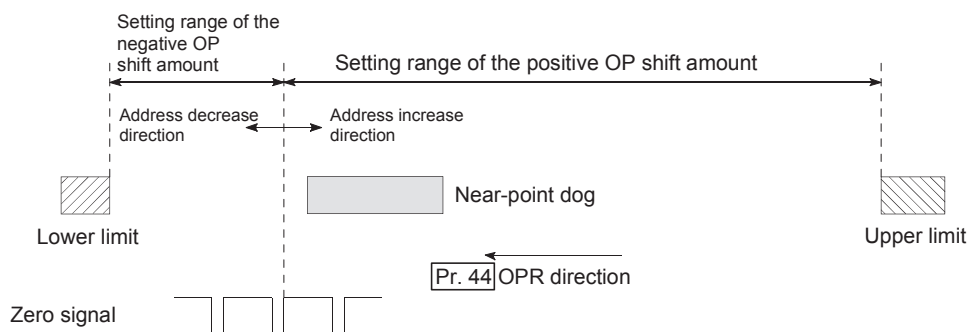 Setting range of the
negative OP
shift amount
Setting range of the positive OP shift amount
Address decrease
direction
Address increase
direction
Near-point dog
Lower limit
Upper limit
Pr. 44 OPR direction
Zero signal